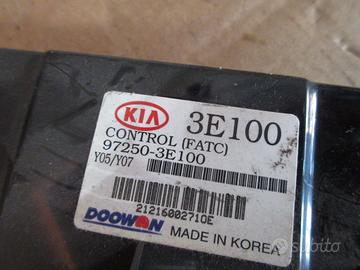 KIA 3E100
CONTROL (FATC)
97250-3E100
Y05/Y07
21216002710E
DOOWON MADE IN KOREA
subito